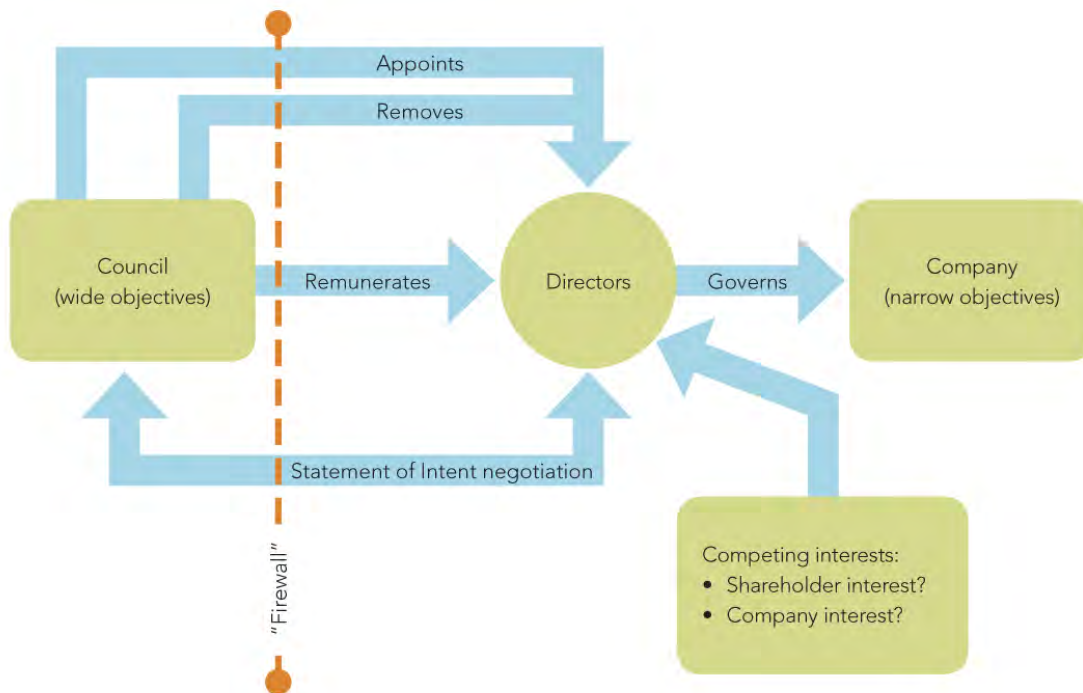 Appoints
Removes
Council
(wide objectives)
Remunerates
Directors
Governs
Company
(narrow objectives)
Statement of Intent negotiation
"Firewall"
Competing interests:
• Shareholder interest?
• Company interest?